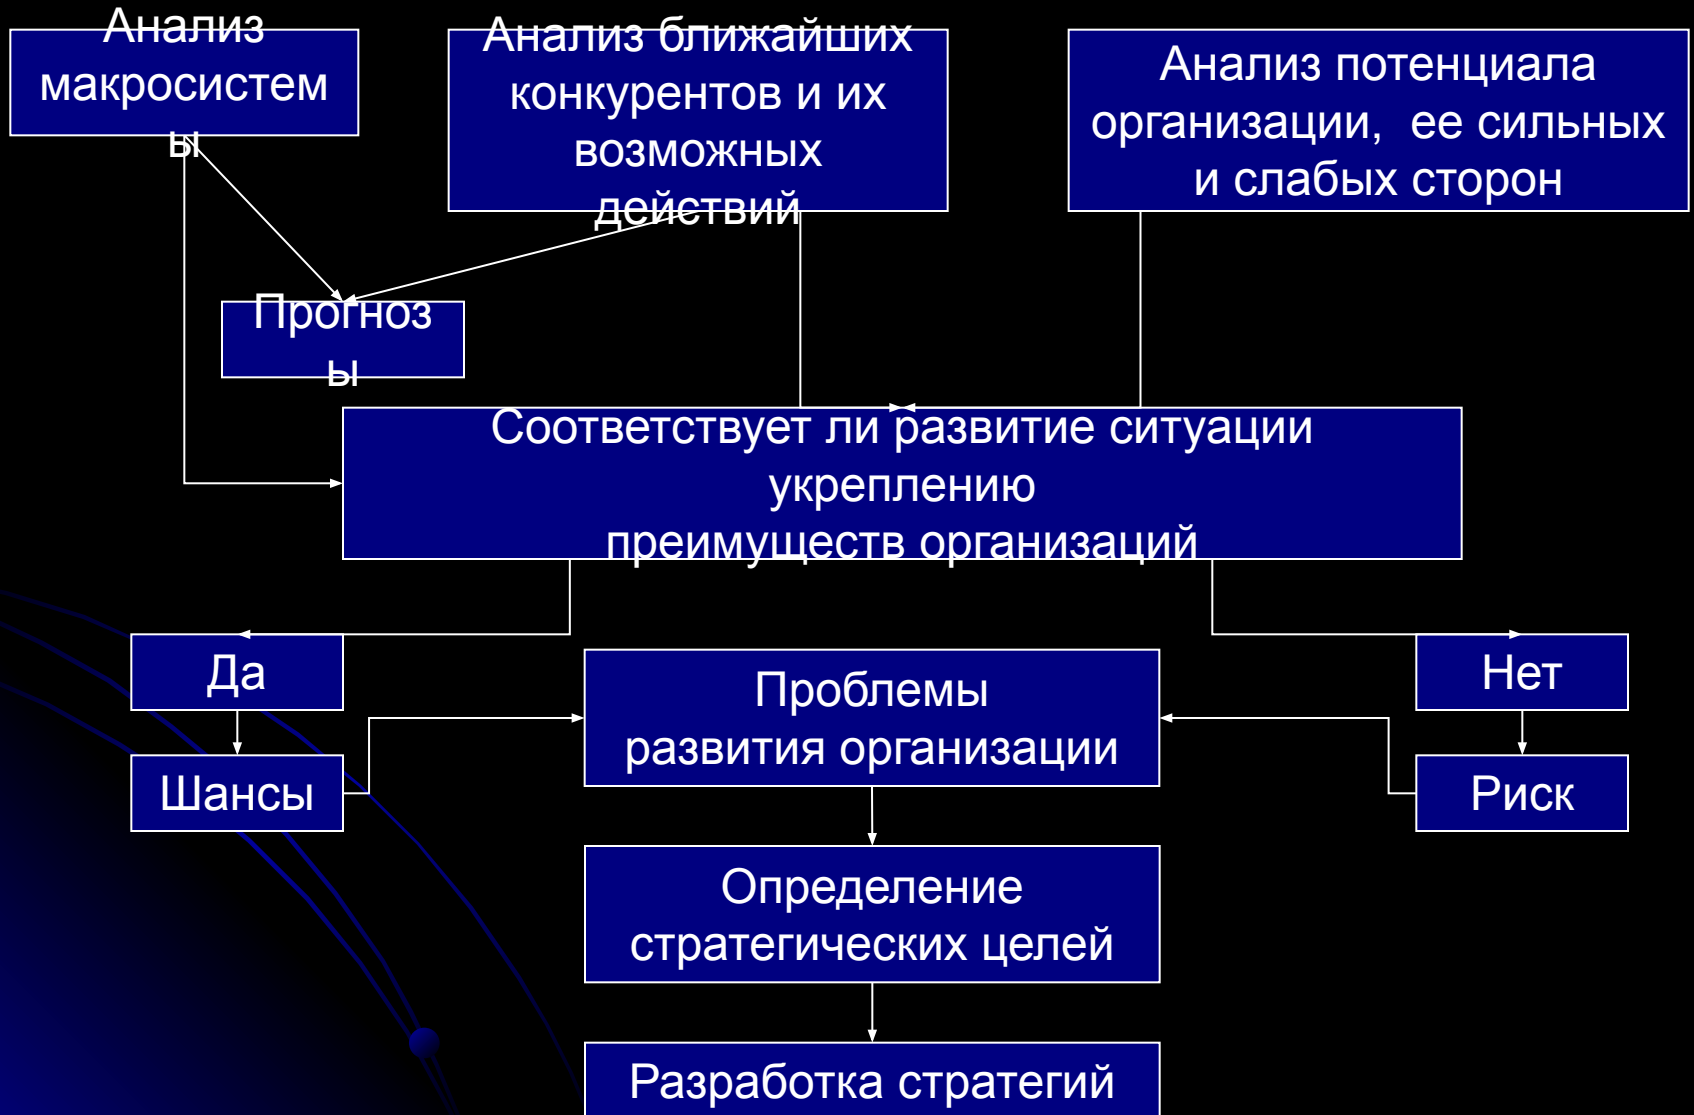 Анализ
макросистем
ы
Анализ ближайших
конкурентов и их
возможных
действий
Анализ потенциала
организации, ее сильных
и слабых сторон
Прогноз
ы
Соответствует ли развитие ситуации
укреплению
преимуществ организаций
Да
Нет
Проблемы
развития организации
Шансы
Риск
Определение
стратегических целей
Разработка стратегий